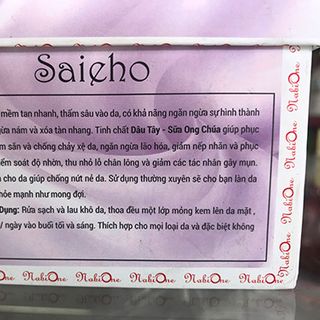 Saieho
mềm tan nhanh, thấm sâu vào da, có khả năng ngăn ngừa sự hình thành
ừa nám và xóa tàn nhang. Tinh chất Dâu Tây - Sữa Ong Chúa giúp phục
m săn và chống chảy xệ da, ngăn ngừa lão hóa, giảm nếp nhăn và phục
ểm soát độ nhờn, thu nhỏ lỗ chân lông và giảm các tác nhân gây mụn.
cho da giúp chống nứt nẻ da. Sử dụng thường xuyên sẽ cho bạn làn da
hỏe mạnh như mong đợi.
Dụng: Rửa sạch và lau khô da, thoa đều một lớp mỏng kem lên da mặt ,
/ ngày vào buổi tối và sáng. Thích hợp cho mọi loại da và đặc biệt không
NabiOne NabiOne NabiOne NabiOne NabiOne
NabiOne
NabiOne
NabiOne